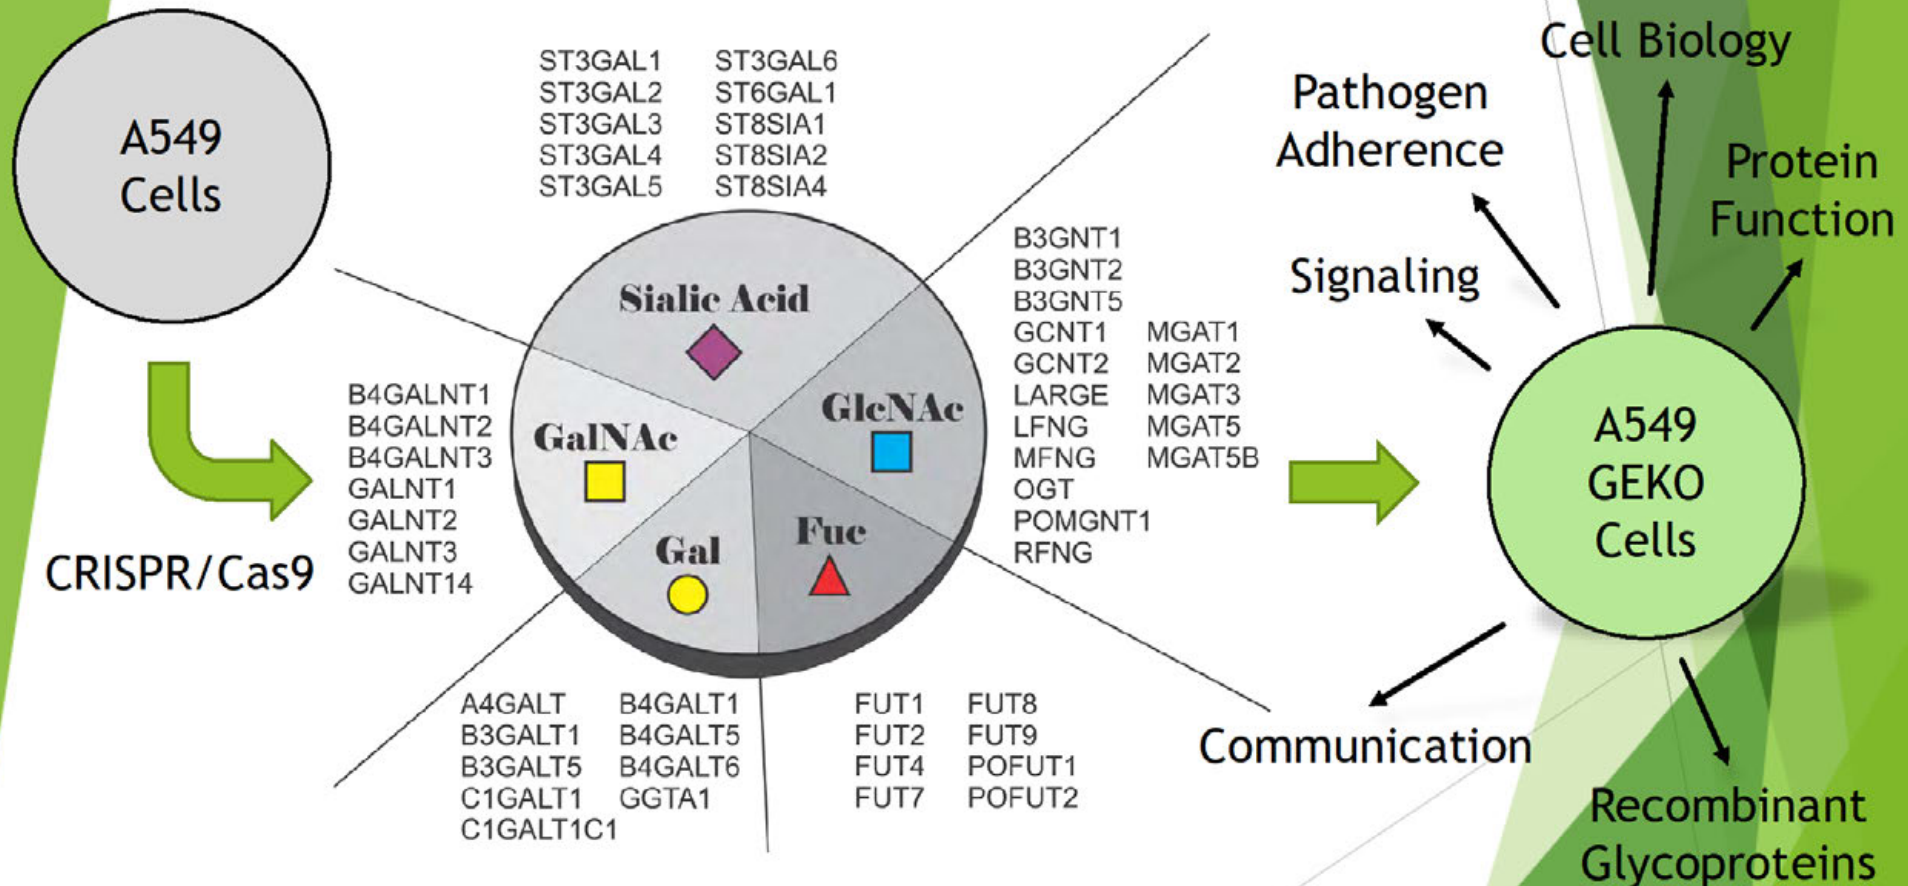 A549
Cells
CRISPR/Cas9
ST3GAL1 ST3GAL6
ST3GAL2 ST6GAL1
ST3GAL3 ST8SIA1
ST3GAL4 ST8SIA2
ST3GAL5 ST8SIA4
Sialic Acid
B4GALNT1
B4GALNT2
B4GALNT3
GALNT1
GALNT2
GALNT3
GALNT14
GalNAc
GlcNAc
B3GNT1
B3GNT2
B3GNT5
GCNT1 MGAT1
GCNT2 MGAT2
LARGE MGAT3
LFNG MGAT5
MFNG MGAT5B
OGT
POMGNT1
RFNG
Gal
Fuc
A4GALT B4GALT1
B3GALT1 B4GALT5
B3GALT5 B4GALT6
C1GALT1 GGTA1
C1GALT1C1
FUT1 FUT8
FUT2 FUT9
FUT4 POFUT1
FUT7 POFUT2
Cell Biology
Pathogen
Adherence
Protein
Function
Signaling
A549
GEKO
Cells
Communication
Recombinant
Glycoproteins